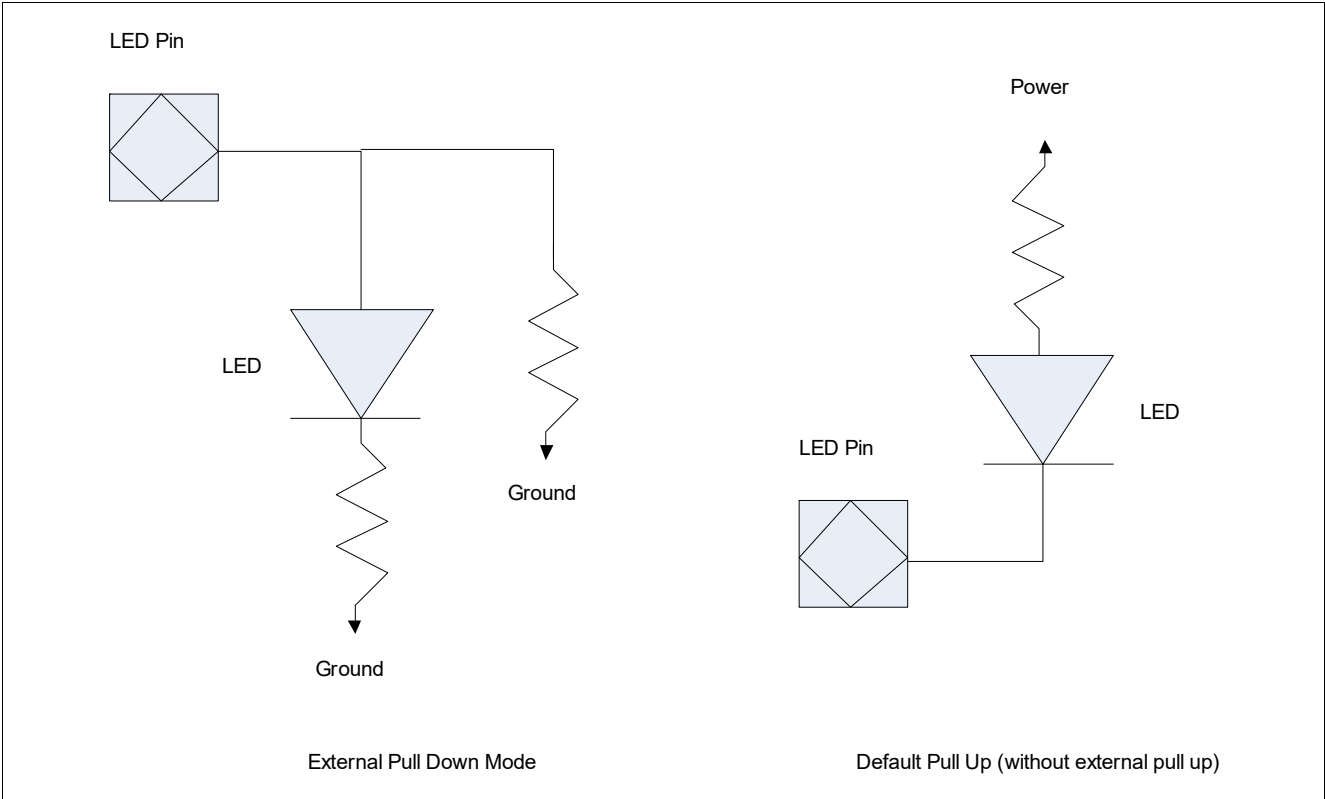 LED Pin
Power
LED
LED
LED Pin
Ground
Ground
External Pull Down Mode
Default Pull Up (without external pull up)